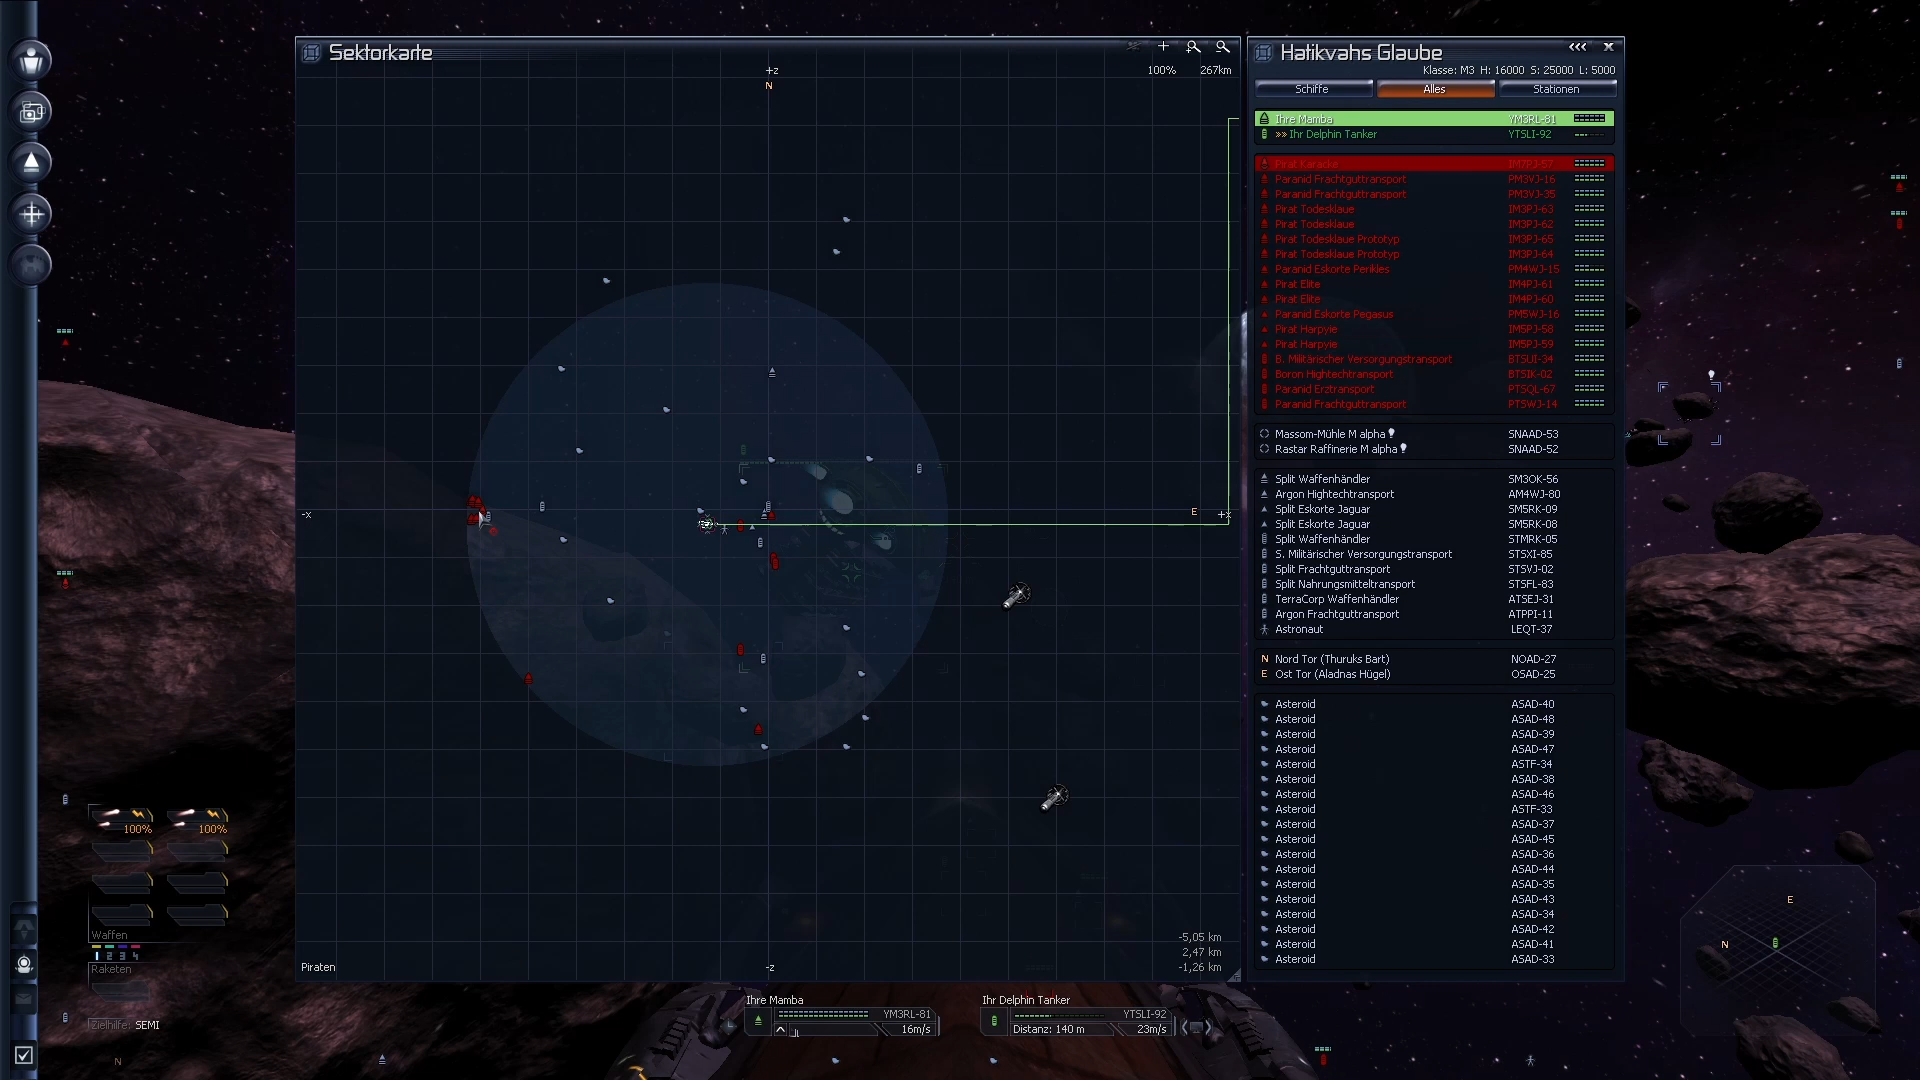 Sektorkarte
100% 267km
+z
N
-x
E
+x
-5,05 km
2,47 km
-1,26 km
Piraten
-z
Hatikvahs Glaube
Klasse: M3 H: 16000 S: 25000 L: 5000
Schiffe Alles Stationen
Ihre Mamba YM3RL-81
>> Ihr Delphin Tanker YTSLI-92
Pirat Karacke IM7PJ-57
Paranid Frachtguttransport PM3VJ-16
Paranid Frachtguttransport PM3VJ-35
Pirat Todesklaue IM3PJ-63
Pirat Todesklaue IM3PJ-62
Pirat Todesklaue Prototyp IM3PJ-65
Pirat Todesklaue Prototyp IM3PJ-64
Paranid Eskorte Perikles PM4WJ-15
Pirat Elite IM4PJ-61
Pirat Elite IM4PJ-60
Paranid Eskorte Pegasus PM5WJ-16
Pirat Harpyie IM5PJ-58
Pirat Harpyie IM5PJ-59
B. Militärischer Versorgungstransport BTSUI-34
Boron Hightechtransport BTSIK-02
Paranid Erztransport PTSQL-67
Paranid Frachtguttransport PTSWJ-14
Massom-Mühle M alpha SNAAD-53
Rastar Raffinerie M alpha SNAAD-52
Split Waffenhändler SM3OK-56
Argon Hightechtransport AM4WJ-80
Split Eskorte Jaguar SM5RK-09
Split Eskorte Jaguar SM5RK-08
Split Waffenhändler STMRK-05
S. Militärischer Versorgungstransport STSXI-85
Split Frachtguttransport STSVJ-02
Split Nahrungsmitteltransport STSFL-83
TerraCorp Waffenhändler ATSEJ-31
Argon Frachtguttransport ATPPI-11
Astronaut LEQT-37
N Nord Tor (Thuruks Bart) NOAD-27
E Ost Tor (Aladnas Hügel) OSAD-25
Asteroid ASAD-40
Asteroid ASAD-48
Asteroid ASAD-39
Asteroid ASAD-47
Asteroid ASTF-34
Asteroid ASAD-38
Asteroid ASAD-46
Asteroid ASTF-33
Asteroid ASAD-37
Asteroid ASAD-45
Asteroid ASAD-36
Asteroid ASAD-44
Asteroid ASAD-35
Asteroid ASAD-43
Asteroid ASAD-34
Asteroid ASAD-42
Asteroid ASAD-41
Asteroid ASAD-33
100% 100%
Waffen
1 2 3 4
Raketen
Zielhilfe: SEMI
N
Ihre Mamba
YM3RL-81
16m/s
Ihr Delphin Tanker
YTSLI-92
Distanz: 140 m 23m/s
E
N